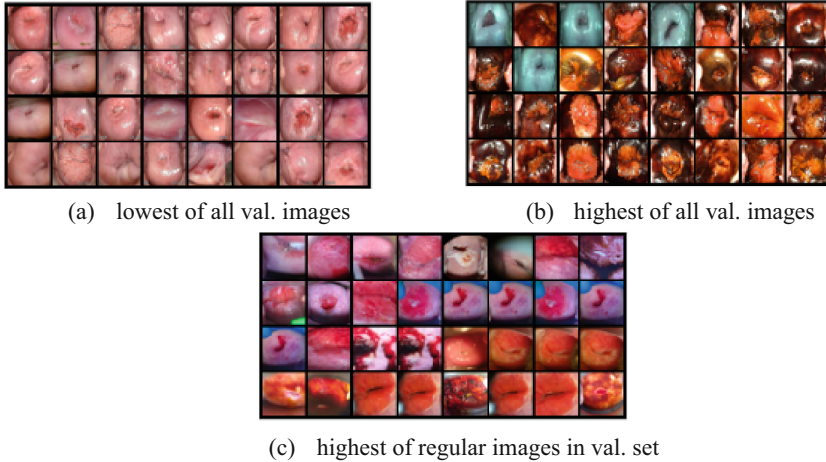 (a) lowest of all val. images
(b) highest of all val. images
(c) highest of regular images in val. set